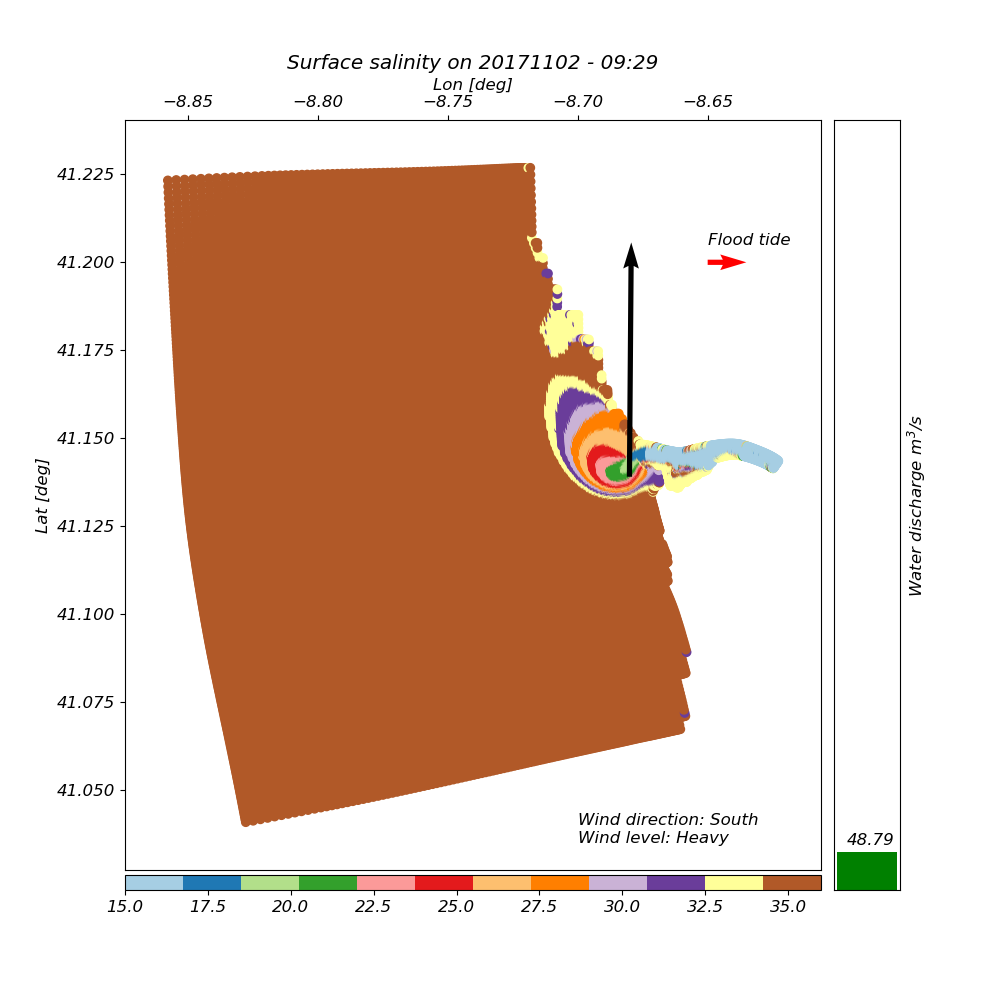 Surface salinity on 20171102 - 09:29
Lon [deg]
−8.85 −8.80 −8.75 −8.70 −8.65
41.225
41.200
41.175
41.150
41.125
41.100
41.075
41.050
Lat [deg]
Flood tide
Wind direction: South
Wind level: Heavy
48.79
Water discharge m³/s
15.0 17.5 20.0 22.5 25.0 27.5 30.0 32.5 35.0